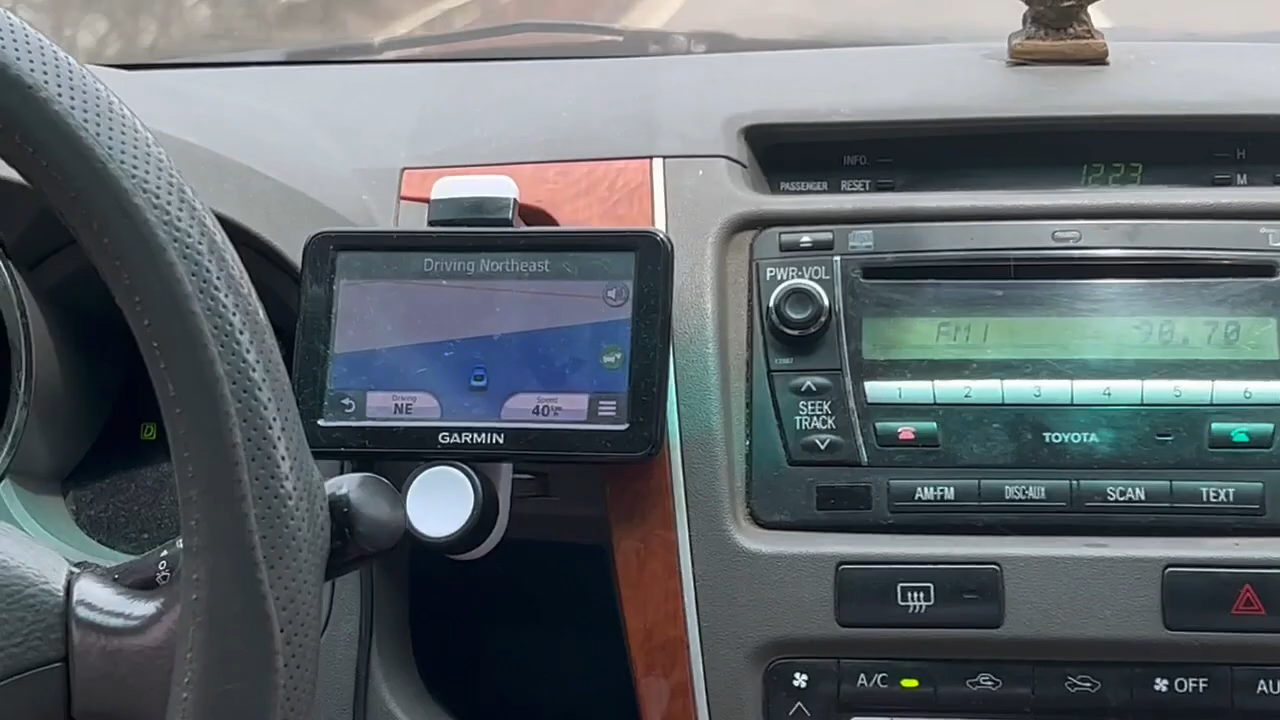 INFO.
H
PASSENGER RESET
12:23
M
Driving Northeast
Driving
NE
Speed
40
GARMIN
PWR·VOL
FM1
90.70
1 2 3 4 5 6
SEEK
TRACK
TOYOTA
AM·FM
DISC·AUX
SCAN
TEXT
D
A/C
OFF
AU